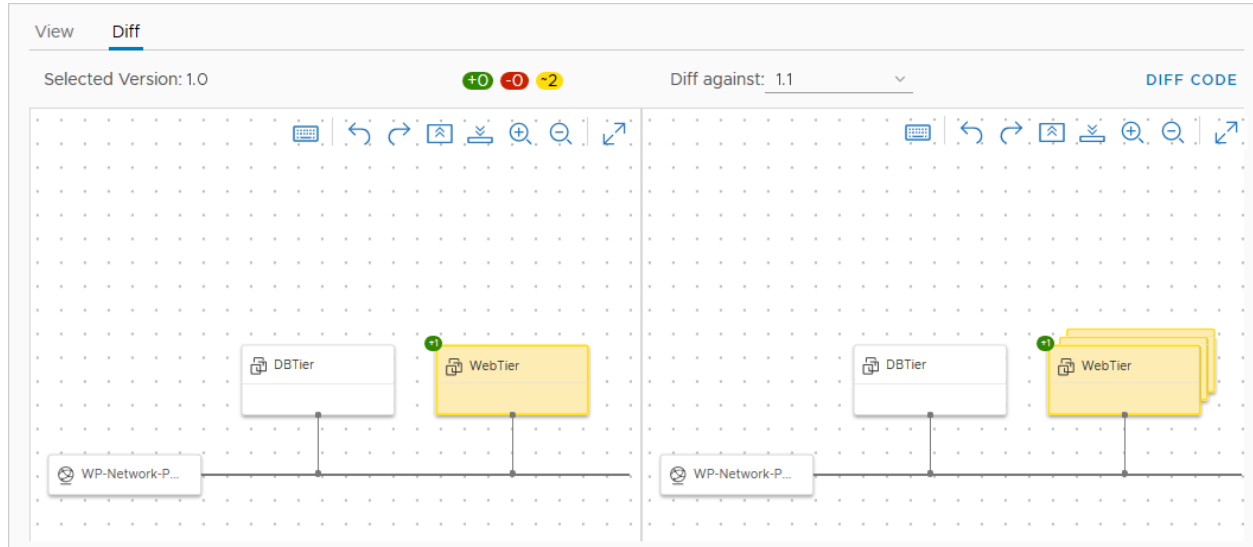 View Diff
Selected Version: 1.0 +0 -0 ~2 Diff against: 1.1 DIFF CODE
+1 +1
DBTier WebTier DBTier WebTier
WP-Network-P... WP-Network-P...